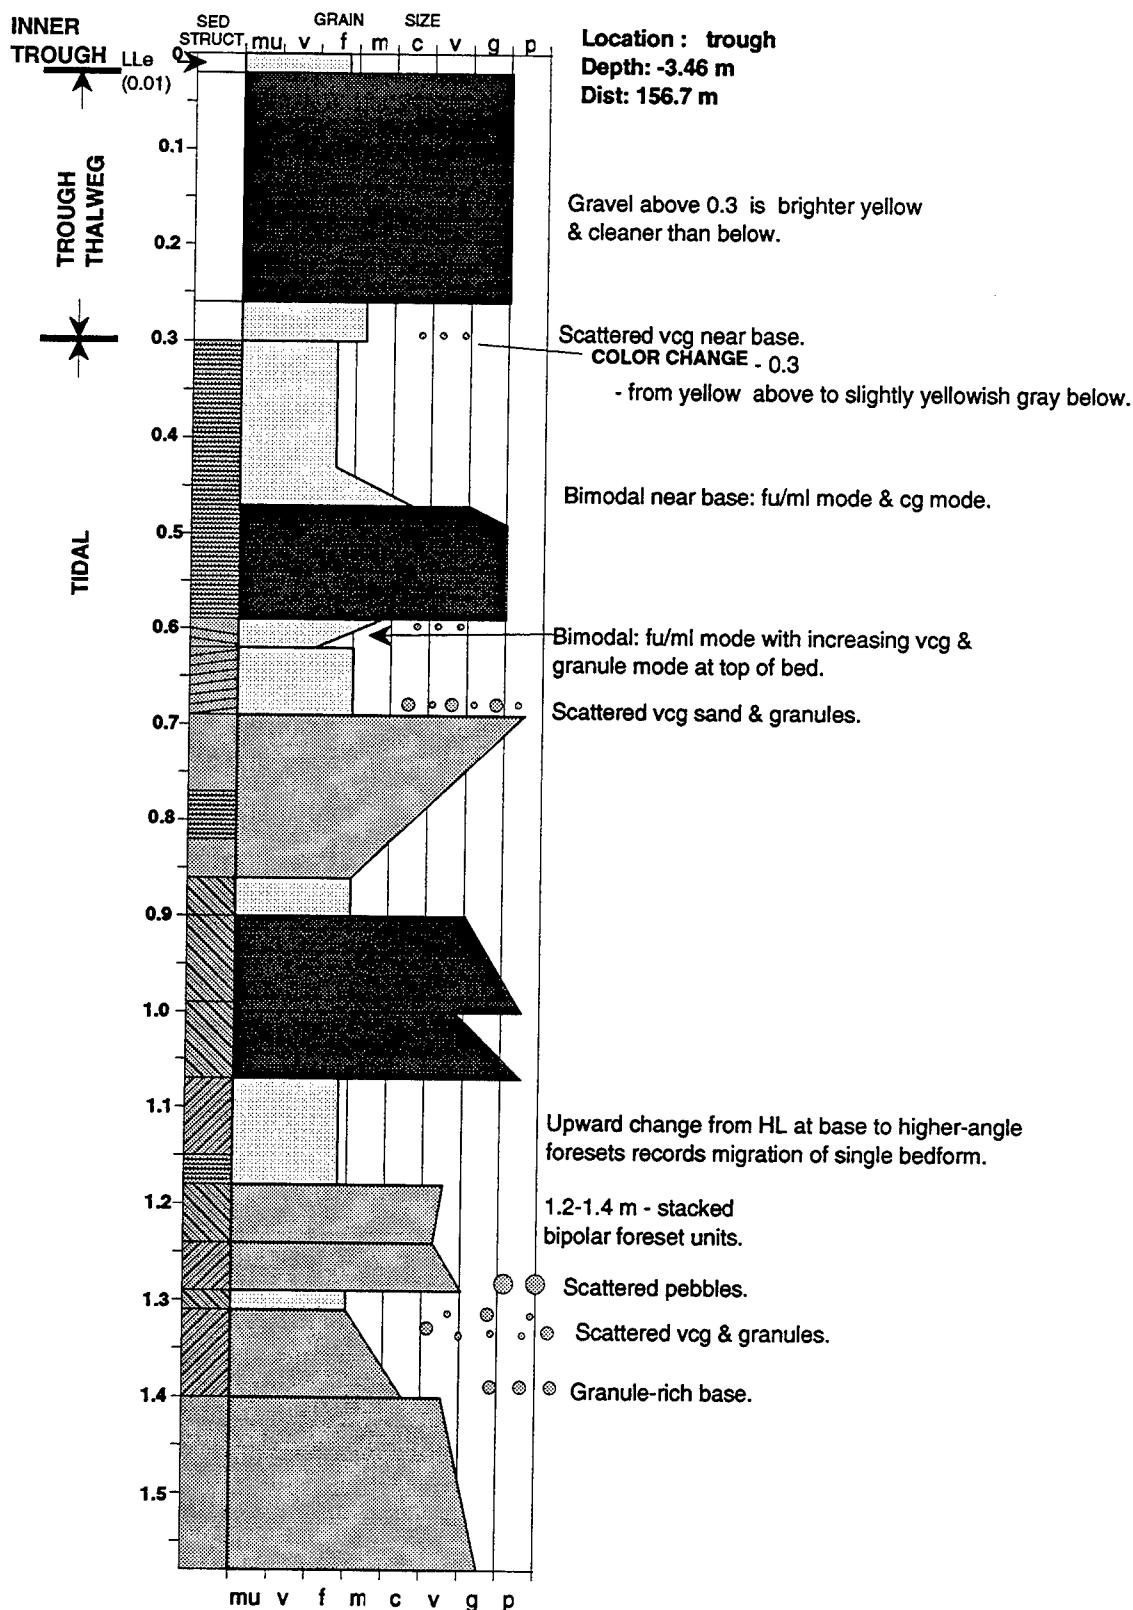 INNER
TROUGH
SED
STRUCT
GRAIN SIZE
mu v f m c v g p
Location : trough
Depth: -3.46 m
Dist: 156.7 m
LLe
(0.01)
0
0.1
TROUGH
THALWEG
Gravel above 0.3 is brighter yellow
& cleaner than below.
0.2
Scattered vcg near base.
0.3
COLOR CHANGE - 0.3
- from yellow above to slightly yellowish gray below.
0.4
Bimodal near base: fu/ml mode & cg mode.
0.5
TIDAL
0.6
Bimodal: fu/ml mode with increasing vcg &
granule mode at top of bed.
Scattered vcg sand & granules.
0.7
0.8
0.9
1.0
1.1
Upward change from HL at base to higher-angle
foresets records migration of single bedform.
1.2
1.2-1.4 m - stacked
bipolar foreset units.
Scattered pebbles.
1.3
Scattered vcg & granules.
Granule-rich base.
1.4
1.5
mu v f m c v g p